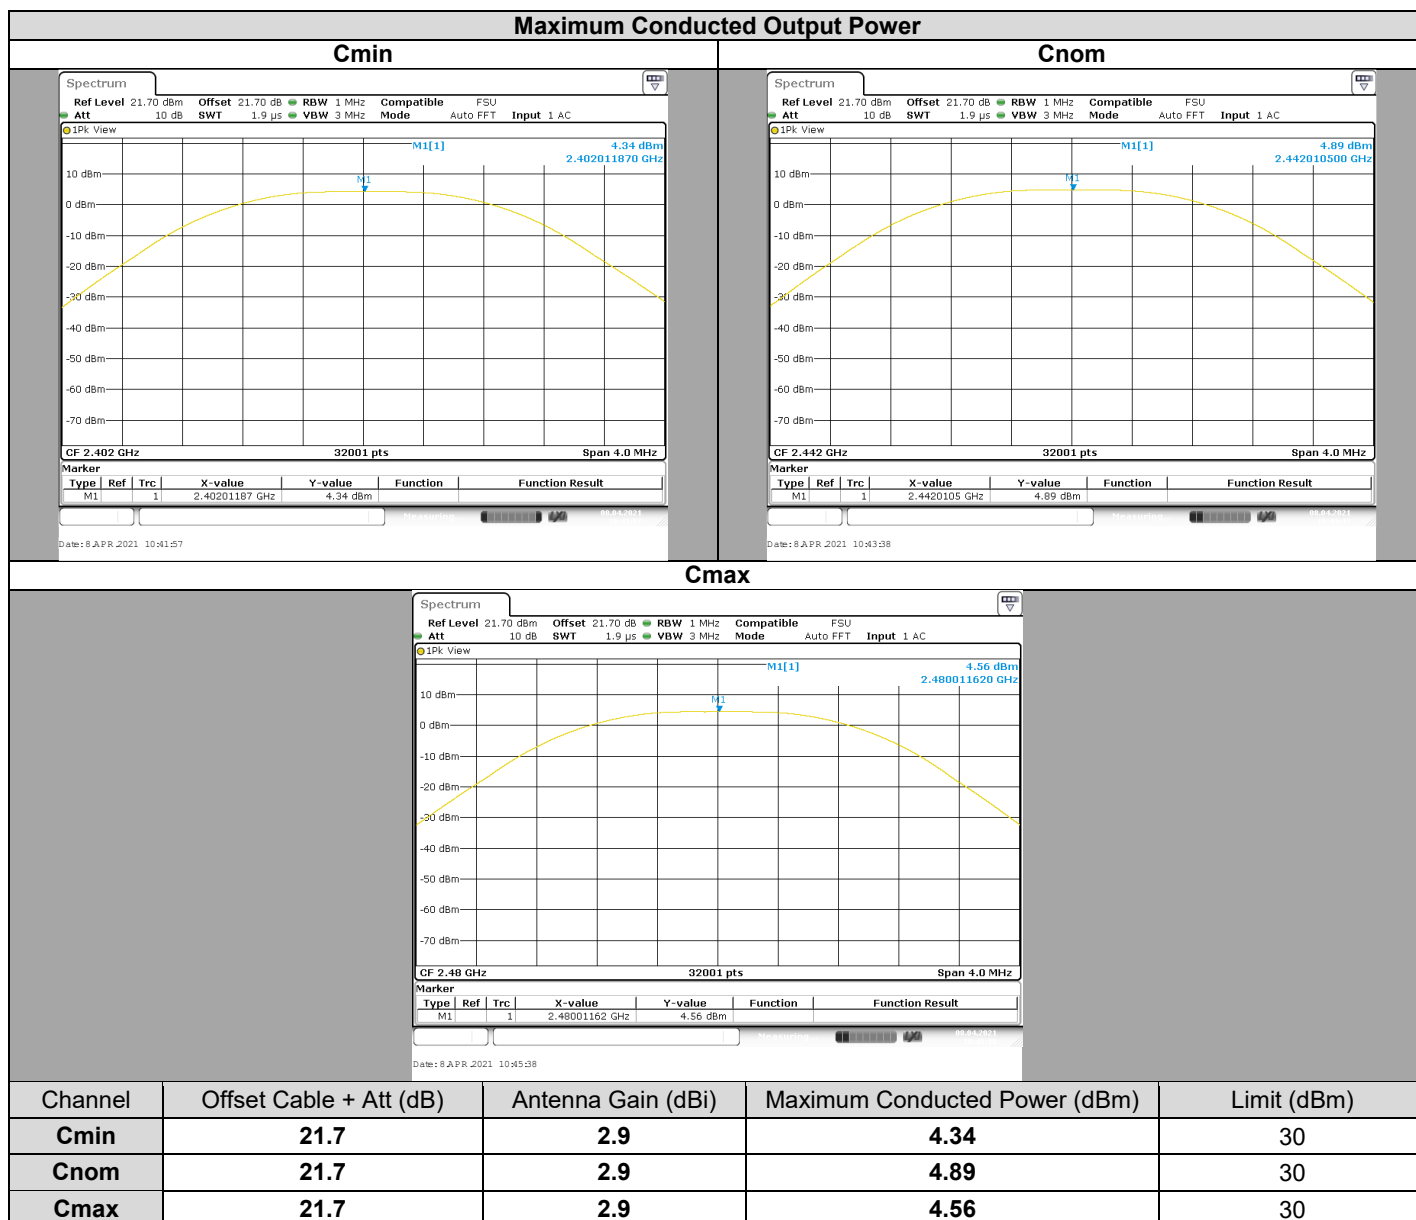 Maximum Conducted Output Power
Cmin
Spectrum
Ref Level 21.70 dBm Offset 21.70 dB RBW 1 MHz Compatible FSU
Att 10 dB SWT 1.9 µs VBW 3 MHz Mode Auto FFT Input 1 AC
1Pk View
M1[1] 4.34 dBm
2.402011870 GHz
M1
10 dBm
0 dBm
-10 dBm
-20 dBm
-30 dBm
-40 dBm
-50 dBm
-60 dBm
-70 dBm
CF 2.402 GHz 32001 pts Span 4.0 MHz
Marker
Type Ref Trc X-value Y-value Function Function Result
M1 1 2.40201187 GHz 4.34 dBm
Measuring 08.04.2021
Date: 8.APR.2021 10:41:57
Cnom
Spectrum
Ref Level 21.70 dBm Offset 21.70 dB RBW 1 MHz Compatible FSU
Att 10 dB SWT 1.9 µs VBW 3 MHz Mode Auto FFT Input 1 AC
1Pk View
M1[1] 4.89 dBm
2.442010500 GHz
M1
10 dBm
0 dBm
-10 dBm
-20 dBm
-30 dBm
-40 dBm
-50 dBm
-60 dBm
-70 dBm
CF 2.442 GHz 32001 pts Span 4.0 MHz
Marker
Type Ref Trc X-value Y-value Function Function Result
M1 1 2.4420105 GHz 4.89 dBm
Measuring 08.04.2021
Date: 8.APR.2021 10:43:38
Cmax
Spectrum
Ref Level 21.70 dBm Offset 21.70 dB RBW 1 MHz Compatible FSU
Att 10 dB SWT 1.9 µs VBW 3 MHz Mode Auto FFT Input 1 AC
1Pk View
M1[1] 4.56 dBm
2.480011620 GHz
M1
10 dBm
0 dBm
-10 dBm
-20 dBm
-30 dBm
-40 dBm
-50 dBm
-60 dBm
-70 dBm
CF 2.48 GHz 32001 pts Span 4.0 MHz
Marker
Type Ref Trc X-value Y-value Function Function Result
M1 1 2.48001162 GHz 4.56 dBm
Measuring 08.04.2021
Date: 8.APR.2021 10:45:38
Channel Offset Cable + Att (dB) Antenna Gain (dBi) Maximum Conducted Power (dBm) Limit (dBm)
Cmin 21.7 2.9 4.34 30
Cnom 21.7 2.9 4.89 30
Cmax 21.7 2.9 4.56 30